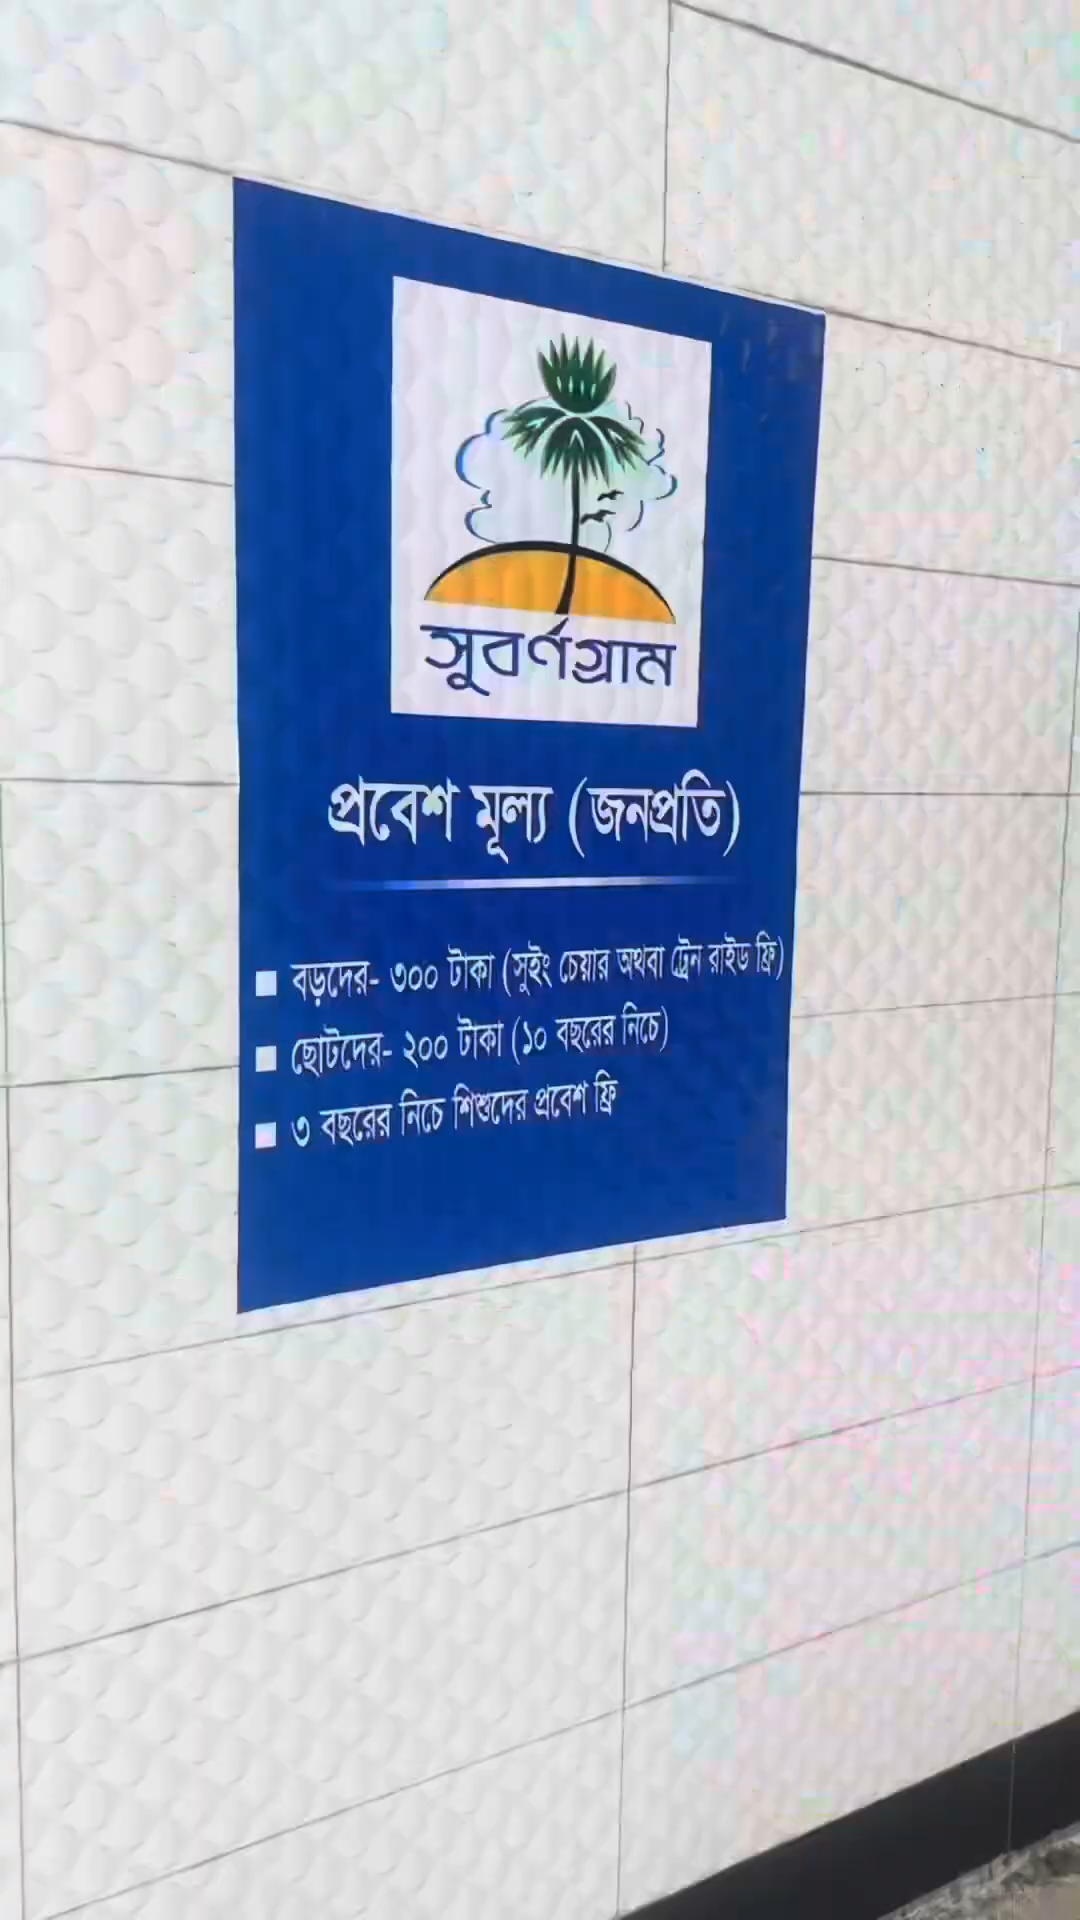 সুবর্ণগ্রাম
প্রবেশ মূল্য (জনপ্রতি)
■ বড়দের- ৩০০ টাকা (সুইং চেয়ার অথবা ট্রেন রাইড ফ্রি)
■ ছোটদের- ২০০ টাকা (১০ বছরের নিচে)
■ ৩ বছরের নিচে শিশুদের প্রবেশ ফ্রি